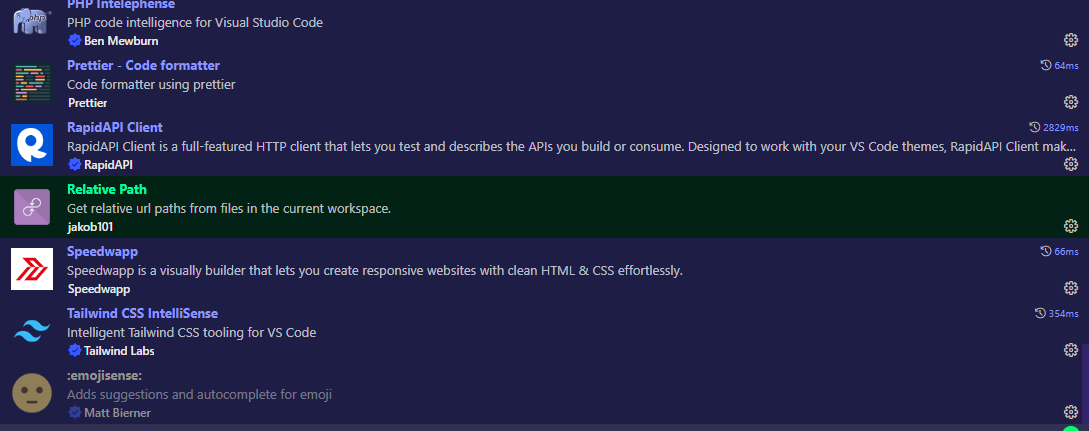 PHP Intelephense
PHP code intelligence for Visual Studio Code
Ben Mewburn
Prettier - Code formatter
64ms
Code formatter using prettier
Prettier
RapidAPI Client
2829ms
RapidAPI Client is a full-featured HTTP client that lets you test and describes the APIs you build or consume. Designed to work with your VS Code themes, RapidAPI Client mak...
RapidAPI
Relative Path
Get relative url paths from files in the current workspace.
jakob101
Speedwapp
66ms
Speedwapp is a visually builder that lets you create responsive websites with clean HTML & CSS effortlessly.
Speedwapp
Tailwind CSS IntelliSense
354ms
Intelligent Tailwind CSS tooling for VS Code
Tailwind Labs
:emojisense:
Adds suggestions and autocomplete for emoji
Matt Bierner